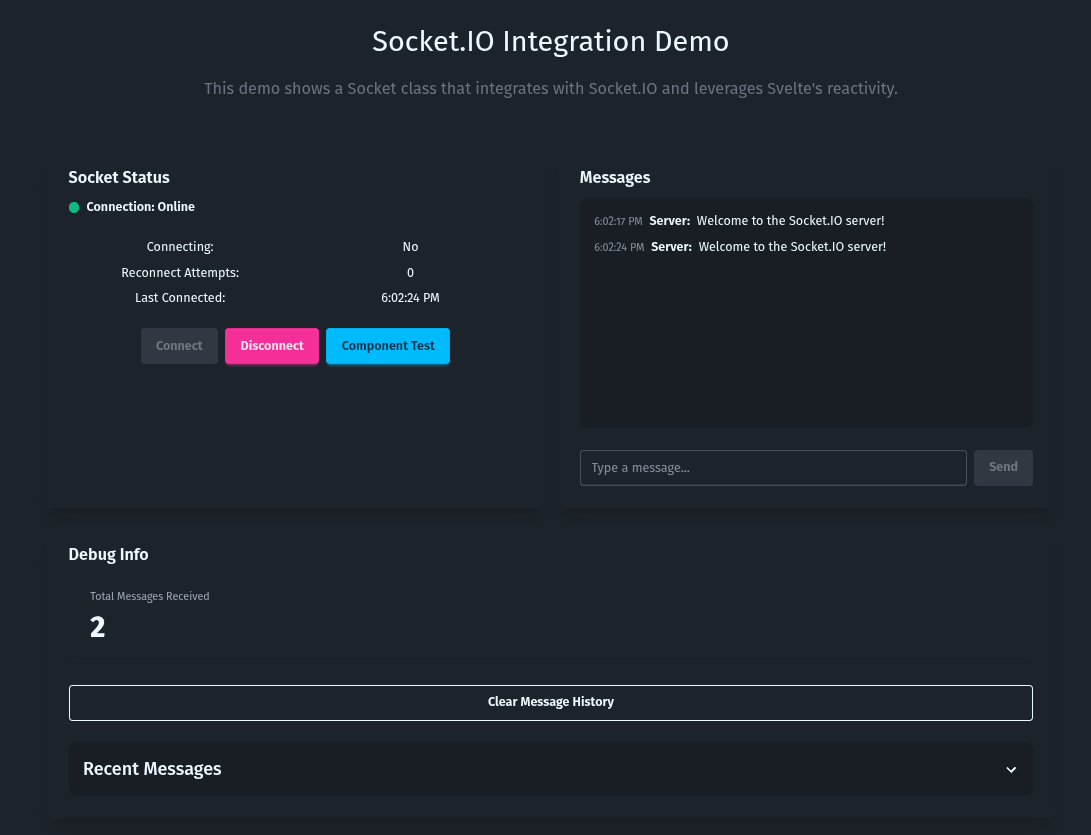 Socket.IO Integration Demo
This demo shows a Socket class that integrates with Socket.IO and leverages Svelte's reactivity.
Socket Status
Connection: Online
Connecting: No
Reconnect Attempts: 0
Last Connected: 6:02:24 PM
Connect Disconnect Component Test
Messages
6:02:17 PM Server: Welcome to the Socket.IO server!
6:02:24 PM Server: Welcome to the Socket.IO server!
Type a message... Send
Debug Info
Total Messages Received
2
Clear Message History
Recent Messages